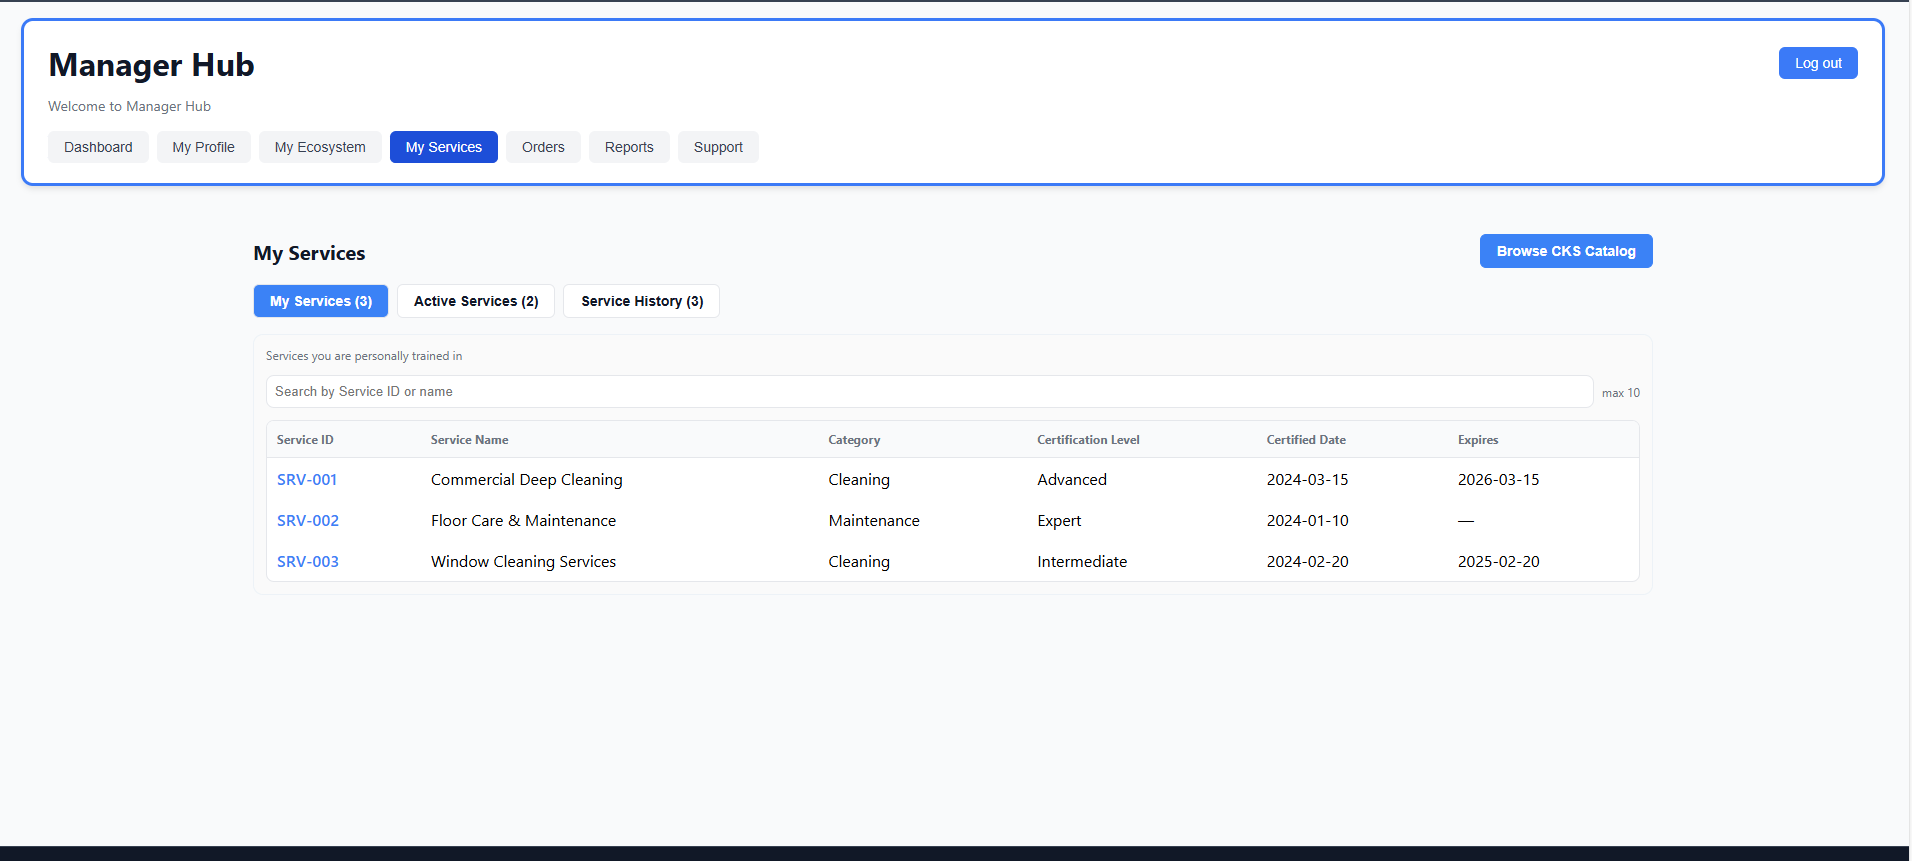 Manager Hub
Log out
Welcome to Manager Hub
Dashboard My Profile My Ecosystem My Services Orders Reports Support
My Services
Browse CKS Catalog
My Services (3) Active Services (2) Service History (3)
Services you are personally trained in
Search by Service ID or name max 10
Service ID Service Name Category Certification Level Certified Date Expires
SRV-001 Commercial Deep Cleaning Cleaning Advanced 2024-03-15 2026-03-15
SRV-002 Floor Care & Maintenance Maintenance Expert 2024-01-10 —
SRV-003 Window Cleaning Services Cleaning Intermediate 2024-02-20 2025-02-20